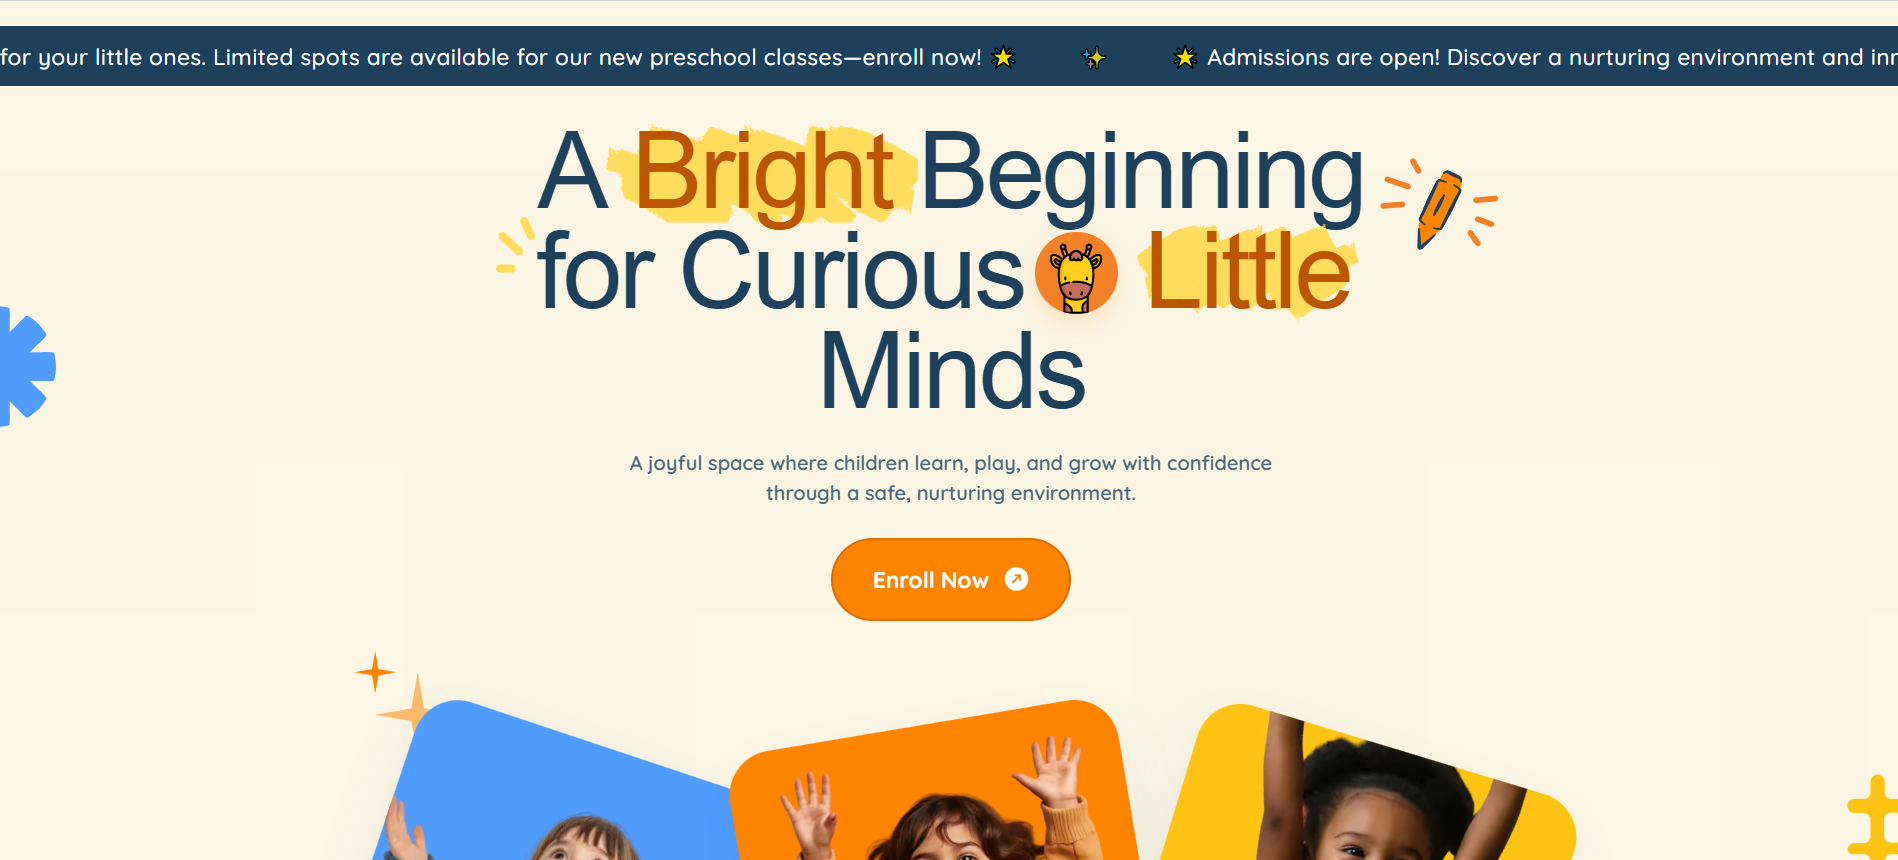 for your little ones. Limited spots are available for our new preschool classes—enroll now! Admissions are open! Discover a nurturing environment and
A Bright Beginning
for Curious Little
Minds
A joyful space where children learn, play, and grow with confidence
through a safe, nurturing environment.
Enroll Now